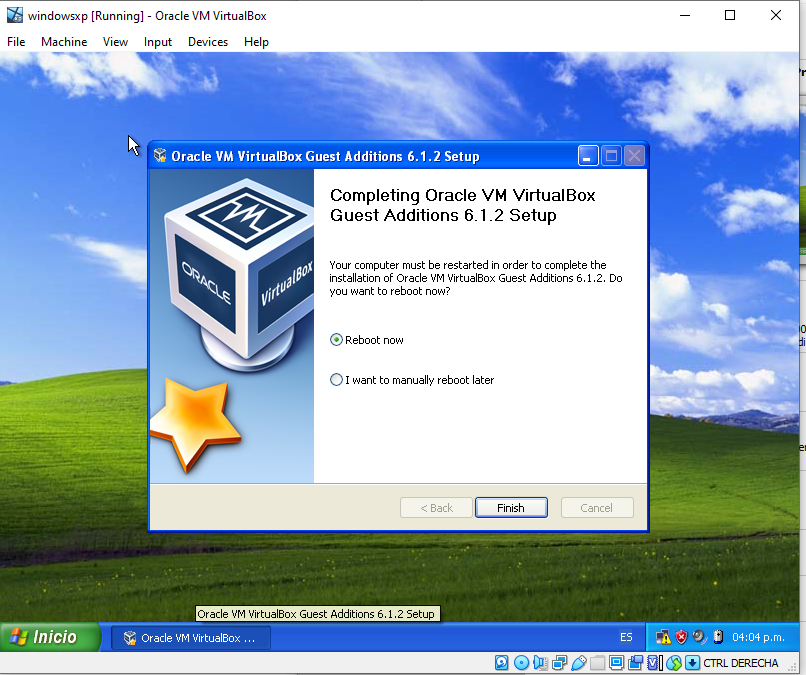 windowsxp [Running] - Oracle VM VirtualBox
File Machine View Input Devices Help
Oracle VM VirtualBox Guest Additions 6.1.2 Setup
Completing Oracle VM VirtualBox
Guest Additions 6.1.2 Setup
Your computer must be restarted in order to complete the
installation of Oracle VM VirtualBox Guest Additions 6.1.2. Do
you want to reboot now?
Reboot now
I want to manually reboot later
ORACLE
VirtualBox
< Back
Finish
Cancel
Oracle VM VirtualBox Guest Additions 6.1.2 Setup
Inicio
Oracle VM VirtualBox ...
ES
04:04 p.m.
CTRL DERECHA